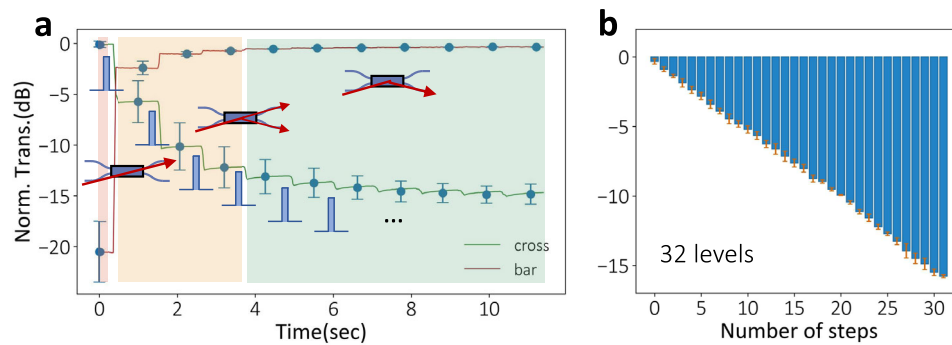 a
Norm. Trans.(dB)
0
−5
−10
−15
−20
...
cross
bar
0 2 4 6 8 10
Time(sec)
b
0
−5
−10
−15
32 levels
0 5 10 15 20 25 30
Number of steps